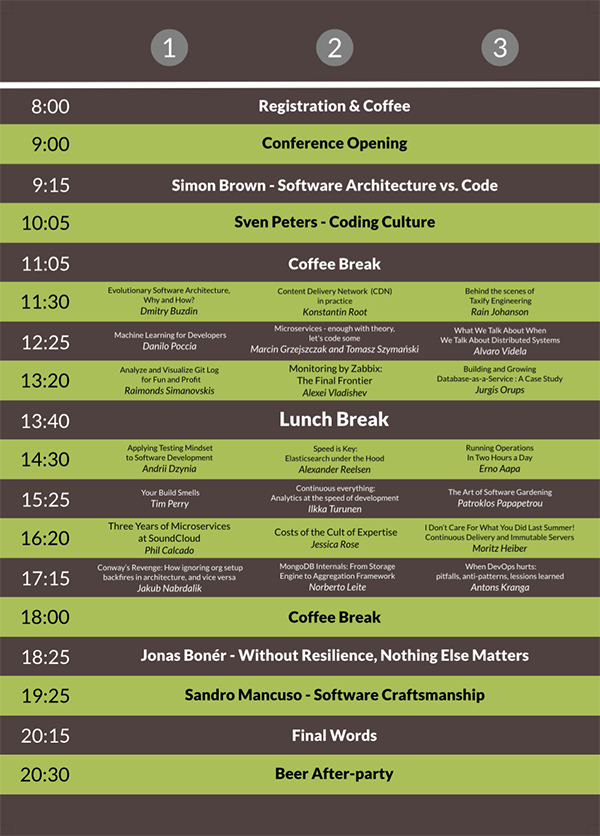 1 2 3
8:00 Registration & Coffee
9:00 Conference Opening
9:15 Simon Brown - Software Architecture vs. Code
10:05 Sven Peters - Coding Culture
11:05 Coffee Break
11:30
Evolutionary Software Architecture,
Why and How?
Dmitry Buzdin
Content Delivery Network (CDN)
in practice
Konstantin Root
Behind the scenes of
Taxify Engineering
Rain Johanson
12:25
Machine Learning for Developers
Danilo Poccia
Microservices - enough with theory,
let's code some
Marcin Grzejszczak and Tomasz Szymański
What We Talk About When
We Talk About Distributed Systems
Alvaro Videla
13:20
Analyze and Visualize Git Log
for Fun and Profit
Raimonds Simanovskis
Monitoring by Zabbix:
The Final Frontier
Alexei Vladishev
Building and Growing
Database-as-a-Service : A Case Study
Jurgis Orups
13:40 Lunch Break
14:30
Applying Testing Mindset
to Software Development
Andrii Dzynia
Speed is Key:
Elasticsearch under the Hood
Alexander Reelsen
Running Operations
In Two Hours a Day
Erno Aapa
15:25
Your Build Smells
Tim Perry
Continuous everything:
Analytics at the speed of development
Ilkka Turunen
The Art of Software Gardening
Patroklos Papapetrou
16:20
Three Years of Microservices
at SoundCloud
Phil Calcado
Costs of the Cult of Expertise
Jessica Rose
I Don't Care For What You Did Last Summer!
Continuous Delivery and Immutable Servers
Moritz Heiber
17:15
Conway's Revenge: How ignoring org setup
backfires in architecture, and vice versa
Jakub Nabrdalik
MongoDB Internals: From Storage
Engine to Aggregation Framework
Norberto Leite
When DevOps hurts:
pitfalls, anti-patterns, lessions learned
Antons Kranga
18:00 Coffee Break
18:25 Jonas Bonér - Without Resilience, Nothing Else Matters
19:25 Sandro Mancuso - Software Craftsmanship
20:15 Final Words
20:30 Beer After-party